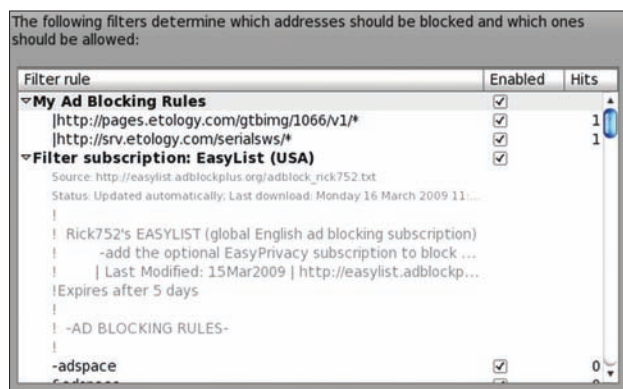 The following filters determine which addresses should be blocked and which ones
should be allowed:
Filter rule Enabled Hits
My Ad Blocking Rules
|http://pages.etology.com/gtbimg/1066/v1/* 1
|http://srv.etology.com/serialsws/* 1
Filter subscription: EasyList (USA)
Source: http://easylist.adblockplus.org/adblock_rick752.txt
Status: Updated automatically; Last download: Monday 16 March 2009 11:...
!
! Rick752's EASYLIST (global English ad blocking subscription)
! -add the optional EasyPrivacy subscription to block ...
! | Last Modified: 15Mar2009 | http://easylist.adblockp...
!Expires after 5 days
!
! -AD BLOCKING RULES-
!
-adspace 0